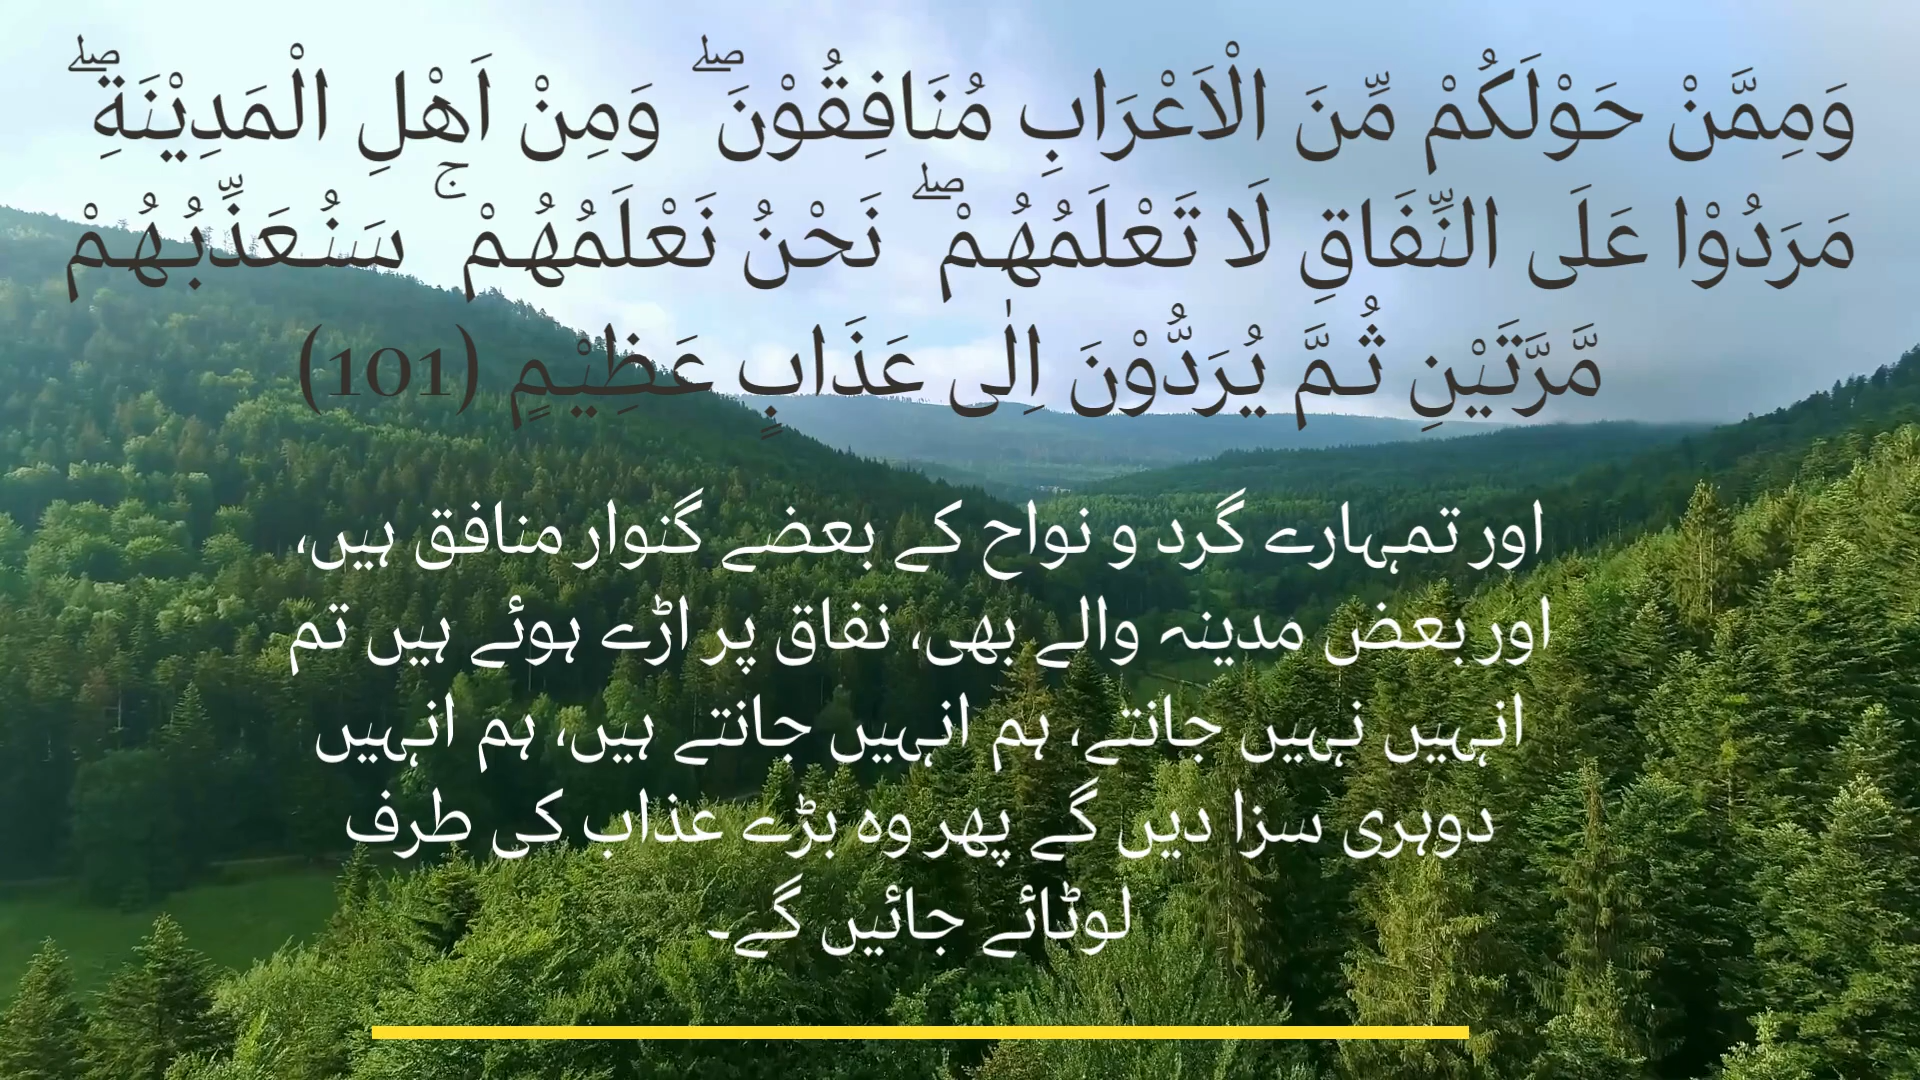 وَمِمَّنْ حَوْلَكُمْ مِّنَ الْاَعْرَابِ مُنَافِقُوْنَ ۖ وَمِنْ اَهْلِ الْمَدِيْنَةِ ۖ
مَرَدُوْا عَلَى النِّفَاقِ لَا تَعْلَمُهُمْ ۖ نَحْنُ نَعْلَمُهُمْ ۚ سَنُعَذِّبُهُمْ
مَّرَّتَيْنِ ثُمَّ يُرَدُّوْنَ اِلٰى عَذَابٍ عَظِيْمٍ (101)
اور تمہارے گرد و نواح کے بعضے گنوار منافق ہیں،
اور بعض مدینہ والے بھی، نفاق پر اڑے ہوئے ہیں تم
انہیں نہیں جانتے، ہم انہیں جانتے ہیں، ہم انہیں
دوہری سزا دیں گے پھر وہ بڑے عذاب کی طرف
لوٹائے جائیں گے۔